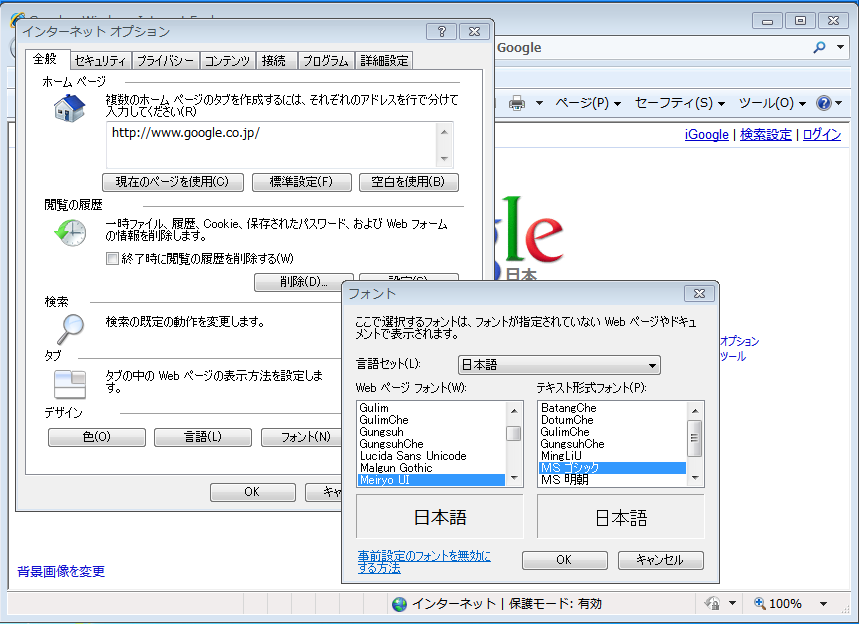 インターネット オプション
全般
セキュリティ
プライバシー
コンテンツ
接続
プログラム
詳細設定
ホーム ページ
複数のホーム ページのタブを作成するには、それぞれのアドレスを行で分けて
入力してください(R)
http://www.google.co.jp/
現在のページを使用(C)
標準設定(F)
空白を使用(B)
閲覧の履歴
一時ファイル、履歴、Cookie、保存されたパスワード、および Web フォーム
の情報を削除します。
終了時に閲覧の履歴を削除する(W)
削除(D)...
設定(S)
検索
検索の既定の動作を変更します。
タブ
タブの中の Web ページの表示方法を設定しま
す。
デザイン
色(O)
言語(L)
フォント(N)
OK
キャ
Google
ページ(P)
セーフティ(S)
ツール(O)
iGoogle | 検索設定 | ログイン
gle
日本
オプション
ツール
フォント
ここで選択するフォントは、フォントが指定されていない Web ページやドキュ
メントで表示されます。
言語セット(L):
日本語
Web ページ フォント(W):
Gulim
GulimChe
Gungsuh
GungsuhChe
Lucida Sans Unicode
Malgun Gothic
Meiryo UI
テキスト形式フォント(P):
BatangChe
DotumChe
GulimChe
GungsuhChe
MingLiU
MS ゴシック
MS 明朝
日本語
日本語
事前設定のフォントを無効に
する方法
OK
キャンセル
背景画像を変更
インターネット | 保護モード: 有効
100%